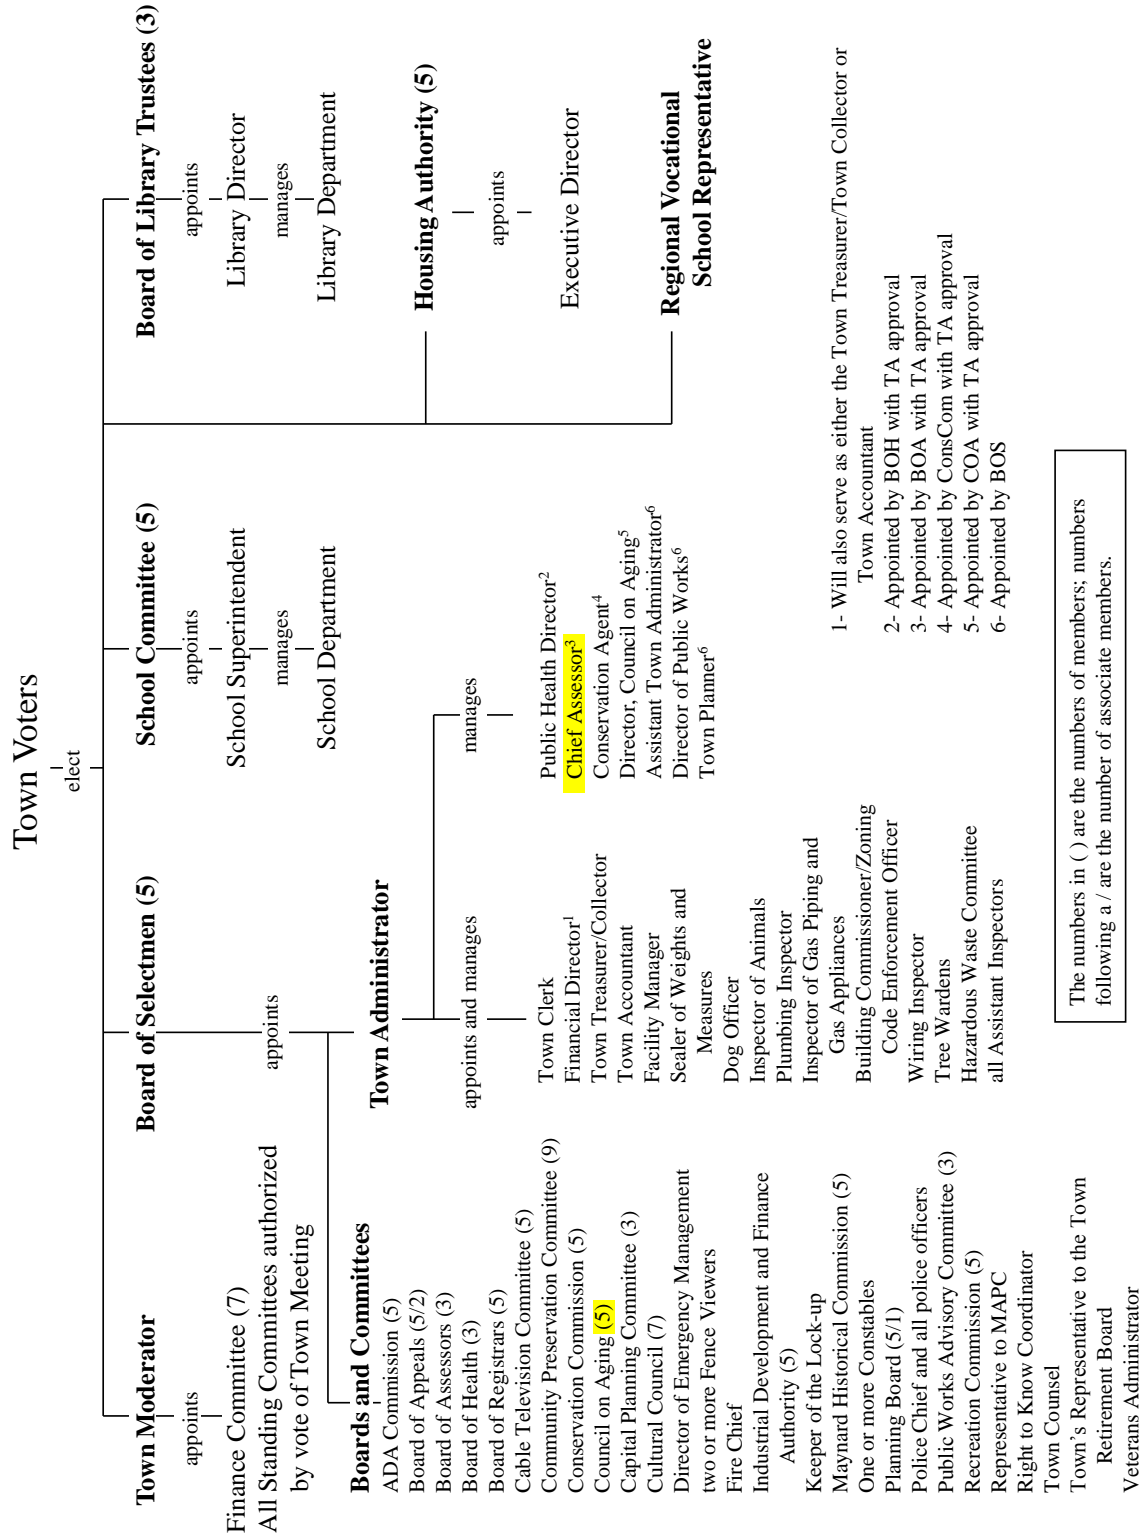 Town Voters
elect
Town Moderator
appoints
Finance Committee (7)
All Standing Committees authorized
by vote of Town Meeting
Board of Selectmen (5)
appoints
Boards and Committees
ADA Commission (5)
Board of Appeals (5/2)
Board of Assessors (3)
Board of Health (3)
Board of Registrars (5)
Cable Television Committee (5)
Community Preservation Committee (9)
Conservation Commission (5)
Council on Aging (5)
Capital Planning Committee (3)
Cultural Council (7)
Director of Emergency Management
two or more Fence Viewers
Fire Chief
Industrial Development and Finance
Authority (5)
Keeper of the Lock-up
Maynard Historical Commission (5)
One or more Constables
Planning Board (5/1)
Police Chief and all police officers
Public Works Advisory Committee (3)
Recreation Commission (5)
Representative to MAPC
Right to Know Coordinator
Town Counsel
Town's Representative to the Town
Retirement Board
Veterans Administrator
Town Administrator
appoints and manages
Town Clerk
Financial Director1
Town Treasurer/Collector
Town Accountant
Facility Manager
Sealer of Weights and
Measures
Dog Officer
Inspector of Animals
Plumbing Inspector
Inspector of Gas Piping and
Gas Appliances
Building Commissioner/Zoning
Code Enforcement Officer
Wiring Inspector
Tree Wardens
Hazardous Waste Committee
all Assistant Inspectors
manages
Public Health Director2
Chief Assessor3
Conservation Agent4
Director, Council on Aging5
Assistant Town Administrator6
Director of Public Works6
Town Planner6
School Committee (5)
appoints
School Superintendent
manages
School Department
Board of Library Trustees (3)
appoints
Library Director
manages
Library Department
Housing Authority (5)
appoints
Executive Director
Regional Vocational
School Representative
1- Will also serve as either the Town Treasurer/Town Collector or
Town Accountant
2- Appointed by BOH with TA approval
3- Appointed by BOA with TA approval
4- Appointed by ConsCom with TA approval
5- Appointed by COA with TA approval
6- Appointed by BOS
The numbers in ( ) are the numbers of members; numbers
following a / are the number of associate members.